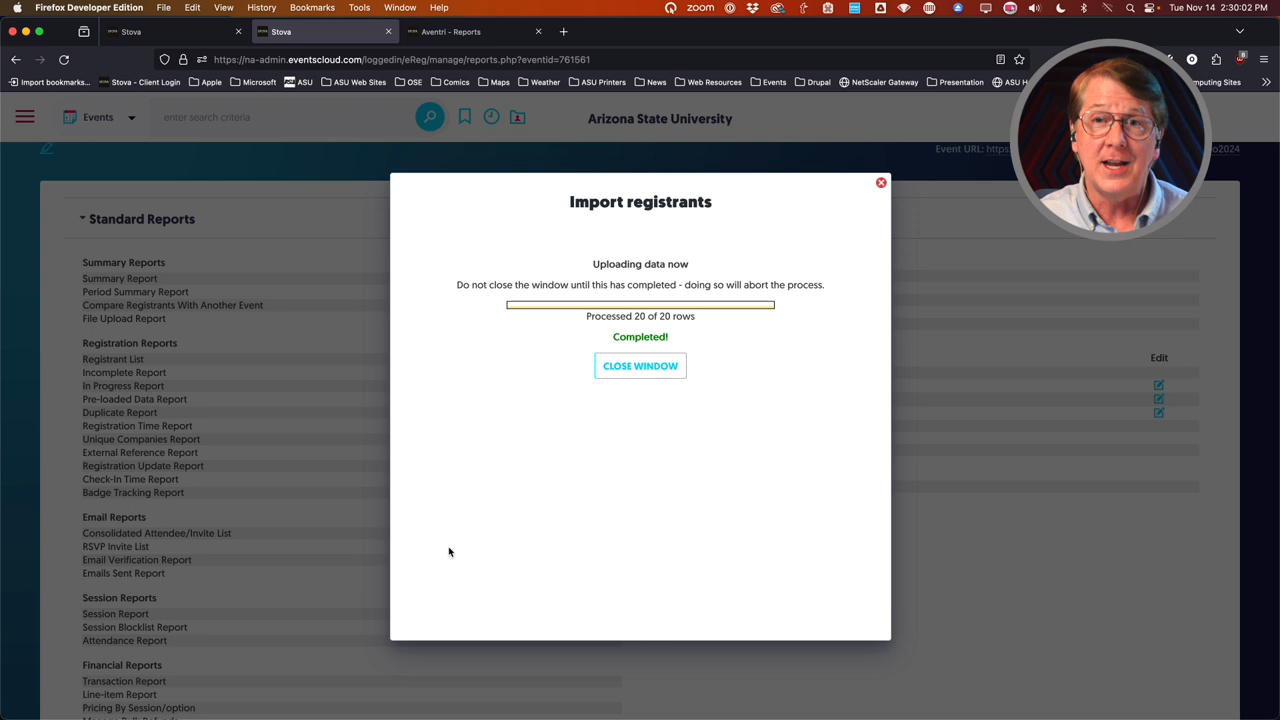 Firefox Developer Edition File Edit View History Bookmarks Tools Window Help zoom Tue Nov 14 2:30:02 PM
Stova
Stova
Aventri - Reports
https://na-admin.eventscloud.com/loggedin/eReg/manage/reports.php?eventid=761561
Import bookmarks... Stova - Client Login Apple Microsoft ASU ASU Web Sites OSE Comics Maps Weather ASU Printers News Web Resources Events Drupal NetScaler Gateway Presentation ASU H mputing Sites
Events
enter search criteria
Arizona State University
Event URL: https: o2024
Import registrants
Uploading data now
Do not close the window until this has completed - doing so will abort the process.
Processed 20 of 20 rows
Completed!
CLOSE WINDOW
Standard Reports
Summary Reports
Summary Report
Period Summary Report
Compare Registrants With Another Event
File Upload Report
Registration Reports
Registrant List
Incomplete Report
In Progress Report
Pre-loaded Data Report
Duplicate Report
Registration Time Report
Unique Companies Report
External Reference Report
Registration Update Report
Check-In Time Report
Badge Tracking Report
Email Reports
Consolidated Attendee/Invite List
RSVP Invite List
Email Verification Report
Emails Sent Report
Session Reports
Session Report
Session Blocklist Report
Attendance Report
Financial Reports
Transaction Report
Line-item Report
Pricing By Session/option
Edit